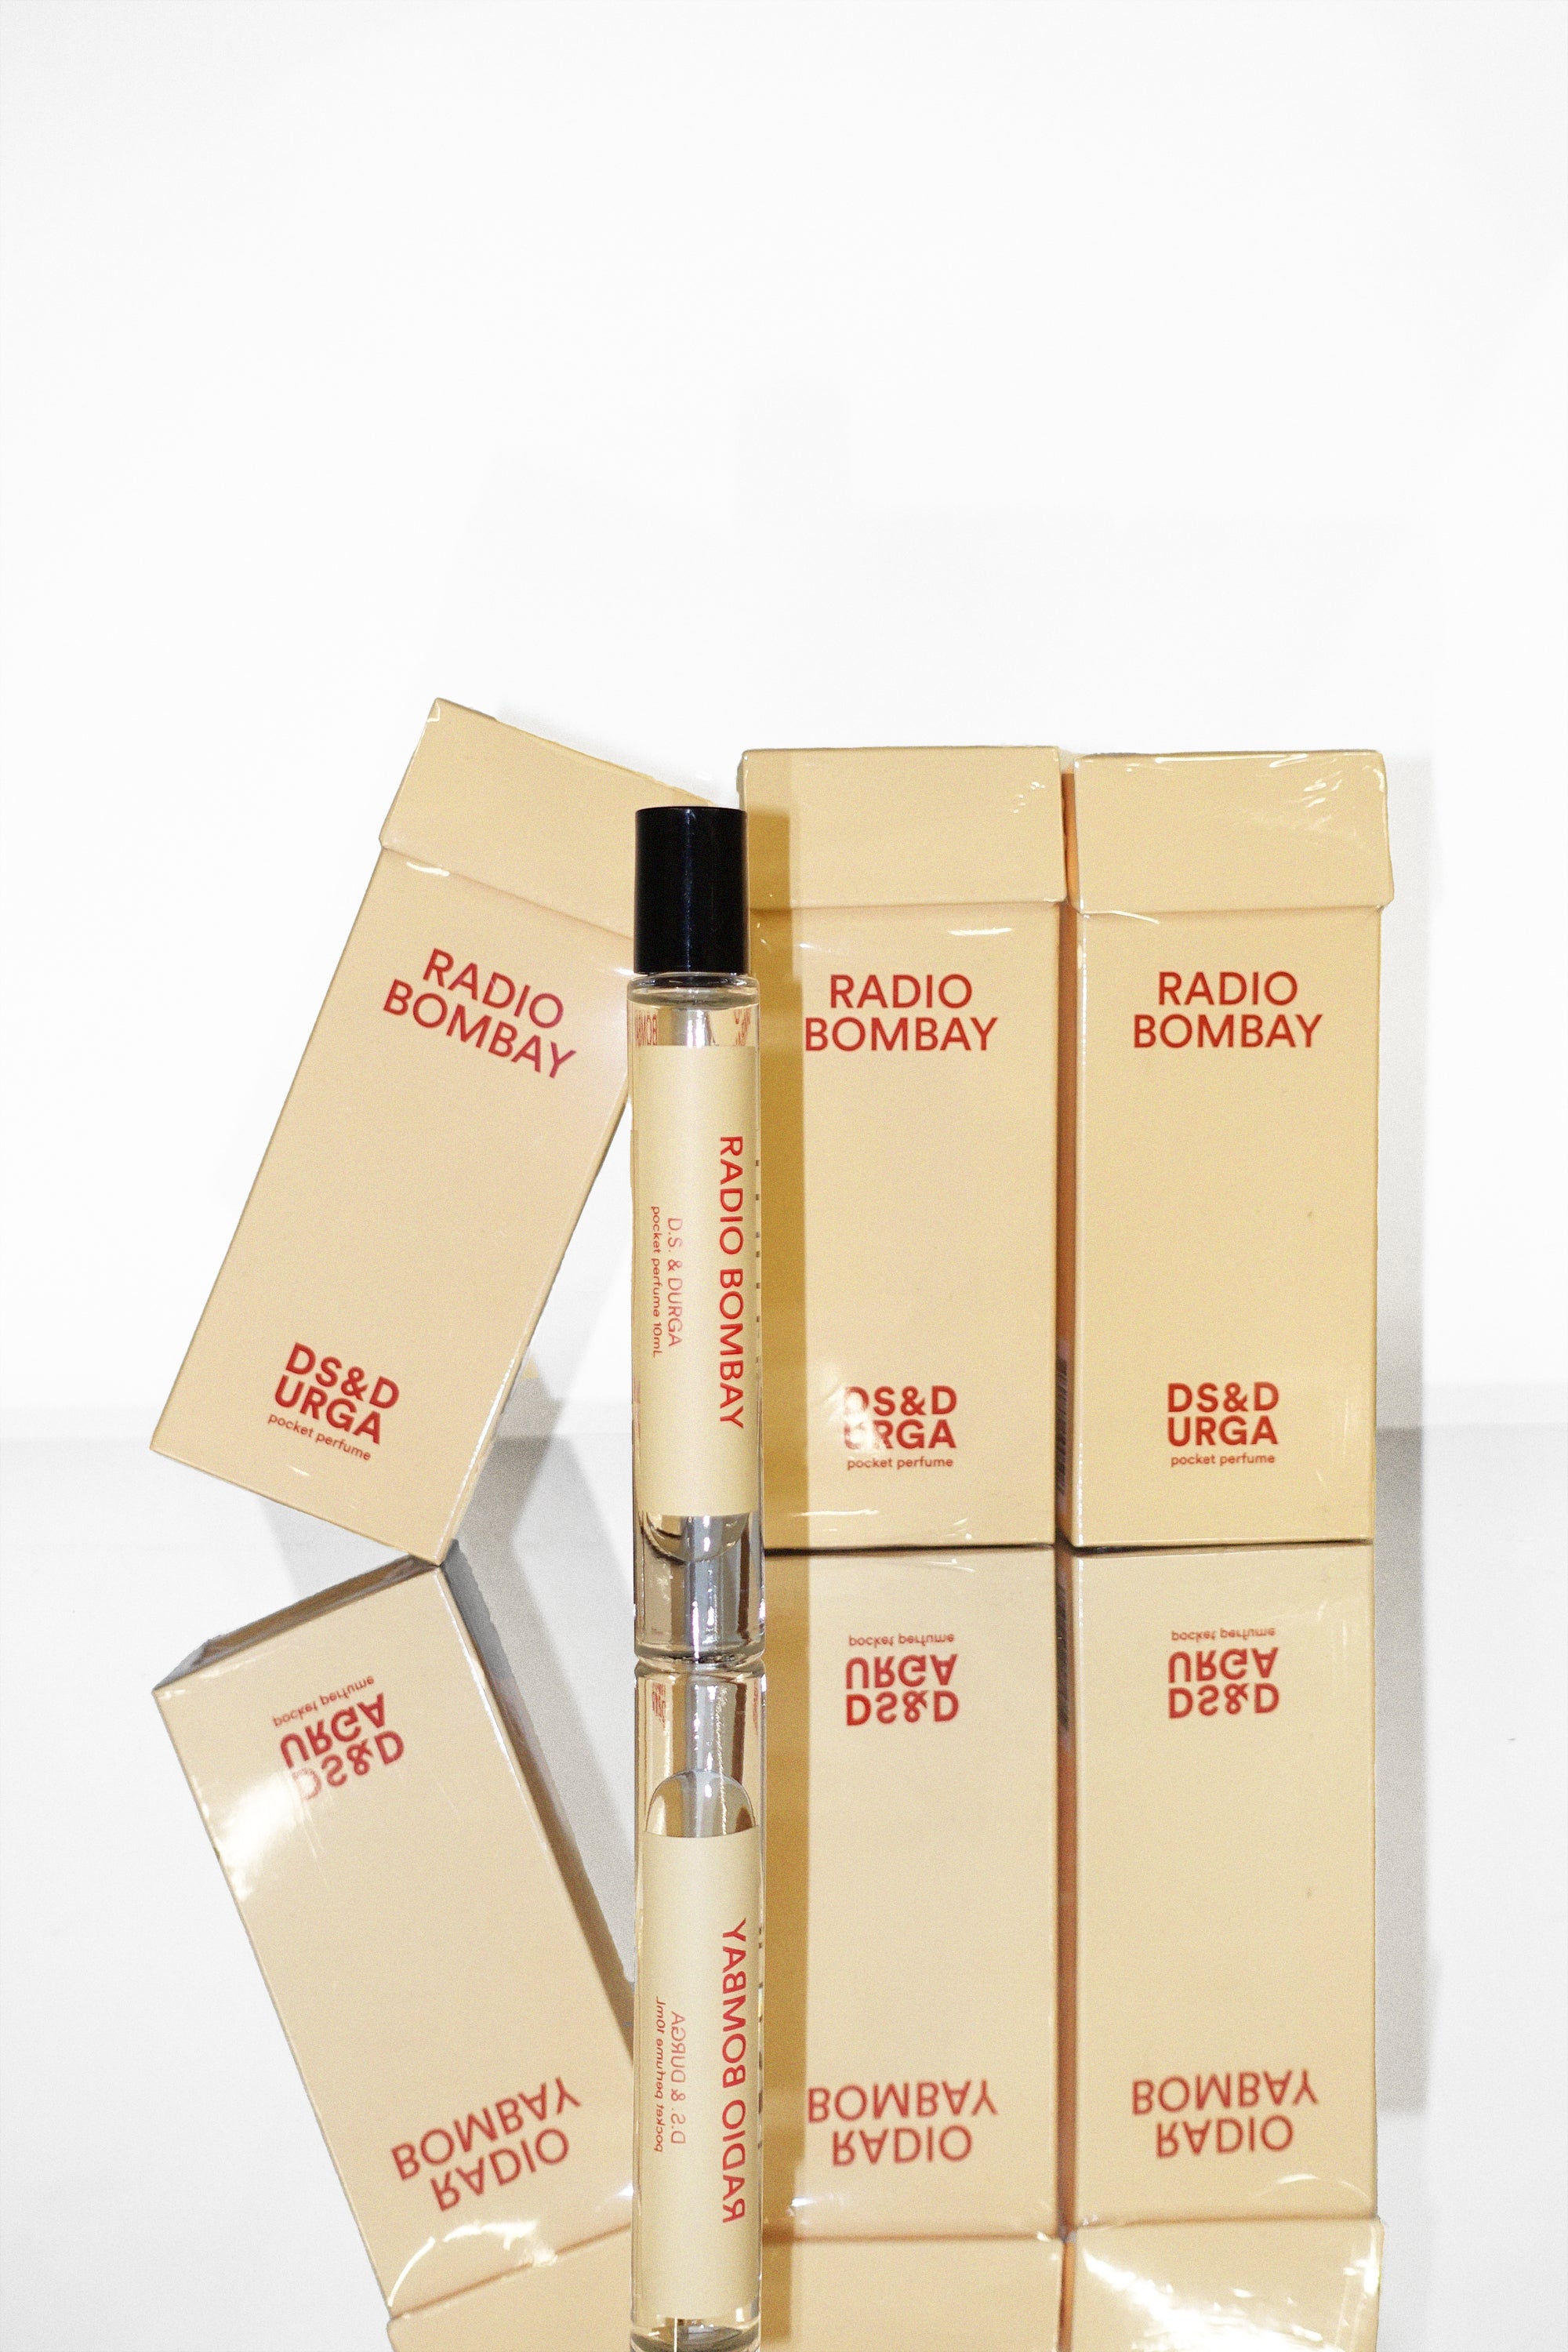 RADIO
BOMBAY
DS&D
URGA
pocket perfume
RADIO BOMBAY
D.S. & DURGA
pocket perfume 10mL
RADIO
BOMBAY
DS&D
URGA
pocket perfume
RADIO
BOMBAY
DS&D
URGA
pocket perfume